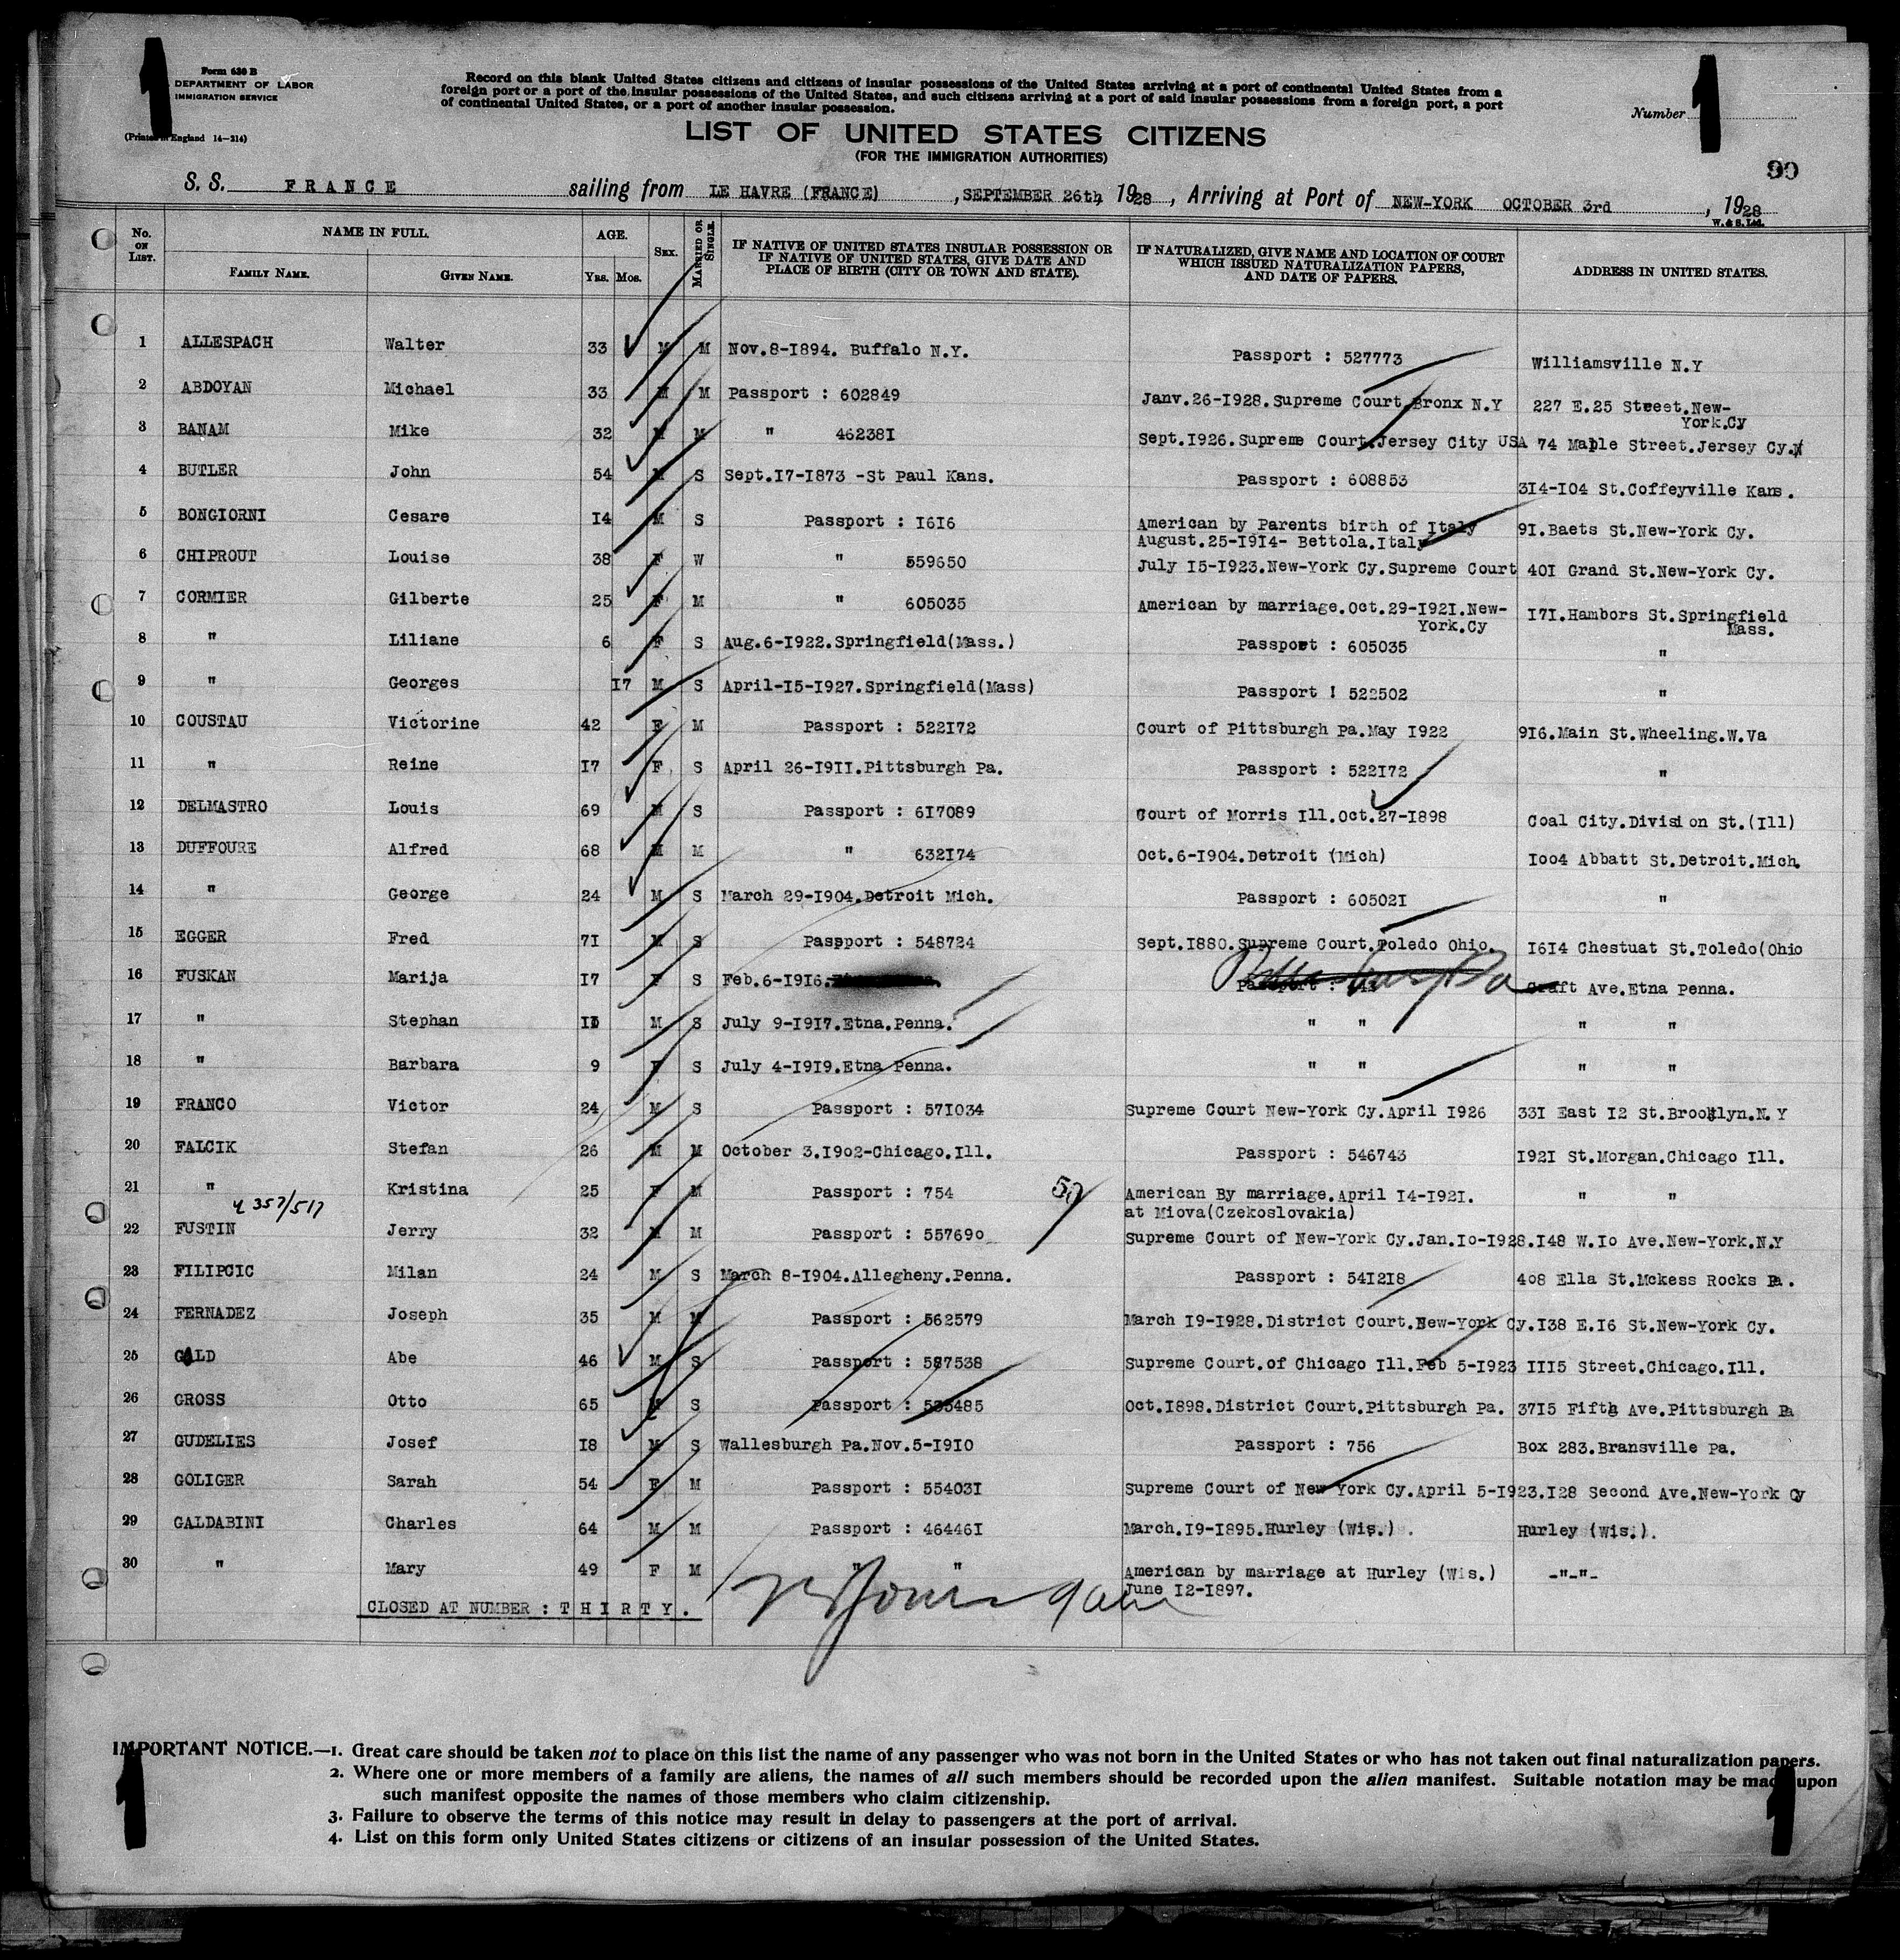 1
1
Form 630 B
DEPARTMENT OF LABOR
IMMIGRATION SERVICE
(Printed in England 14—314)
Record on this blank United States citizens and citizens of insular possessions of the United States arriving at a port of continental United States from a
foreign port or a port of the insular possessions of the United States, and such citizens arriving at a port of said insular possessions from a foreign port, a port
of continental United States, or a port of another insular possession.
Number
LIST OF UNITED STATES CITIZENS
(FOR THE IMMIGRATION AUTHORITIES)
90
S. S. FRANCE sailing from LE HAVRE (FRANCE) , SEPTEMBER 26th, 1928 , Arriving at Port of NEW-YORK OCTOBER 3rd , 1928
W. & S. Ltd.
No. ON LIST. NAME IN FULL. FAMILY NAME. GIVEN NAME. AGE. YRS. MOS. SEX. MARRIED OR SINGLE. IF NATIVE OF UNITED STATES INSULAR POSSESSION OR IF NATIVE OF UNITED STATES, GIVE DATE AND PLACE OF BIRTH (CITY OR TOWN AND STATE). IF NATURALIZED, GIVE NAME AND LOCATION OF COURT WHICH ISSUED NATURALIZATION PAPERS, AND DATE OF PAPERS. ADDRESS IN UNITED STATES.
1 ALLESPACH Walter 33 M M Nov.8-1894. Buffalo N.Y. Passport : 527773 Williamsville N.Y
2 ABDOYAN Michael 33 M M Passport : 602849 Janv.26-1928.Supreme Court.Bronx N.Y 227 E.25 Street.New-
York.Cy
3 BANAM Mike 32 M M " 462381 Sept.1926.Supreme Court.Jersey City USA 74 Maple Street.Jersey Cy.
4 BUTLER John 54 M S Sept.17-1873 -St Paul Kans. Passport : 608853 314-104 St.Coffeyville Kans.
5 BONGIORNI Cesare 14 M S Passport : 1616 American by Parents birth of Italy 91.Baets St.New-York Cy.
August.25-1914- Bettola.Italy
6 CHIPROUT Louise 38 F W " 559650 July 15-1923.New-York Cy.Supreme Court 401 Grand St.New-York Cy.
7 CORMIER Gilberte 25 F M " 605035 American by marriage.Oct.29-1921.New- 171.Hambors St.Springfield
York.Cy Mass.
8 " Liliane 6 F S Aug.6-1922.Springfield(Mass.) Passport : 605035 "
9 " Georges 17 M S April-15-1927.Springfield(Mass) Passport ! 522502 "
10 COUSTAU Victorine 42 F M Passport : 522172 Court of Pittsburgh Pa.May 1922 916.Main St.Wheeling.W.Va
11 " Reine 17 F S April 26-1911.Pittsburgh Pa. Passport : 522172 "
12 DELMASTRO Louis 69 M S Passport : 617089 Court of Morris Ill.Oct.27-1898 Coal City.Division St.(Ill)
13 DUFFOURE Alfred 68 M M " 632174 Oct.6-1904.Detroit (Mich) 1004 Abbatt St.Detroit.Mich.
14 " George 24 M S March 29-1904.Detroit Mich. Passport : 605021 "
15 EGGER Fred 71 M S Passport : 548724 Sept.1880.Supreme Court.Toledo Ohio. 1614 Chestuat St.Toledo(Ohio
16 FUSKAN Marija 17 F S Feb.6-1916. Craft Ave.Etna Penna.
17 " Stephan M S July 9-1917.Etna.Penna. " " " "
18 " Barbara 9 F S July 4-1919.Etna Penna. " " " "
19 FRANCO Victor 24 M S Passport : 571034 Supreme Court New-York Cy.April 1926 331 East 12 St.Brooklyn.N.Y
20 FALCIK Stefan 26 M M October 3.1902-Chicago.Ill. Passport : 546743 1921 St.Morgan.Chicago Ill.
21 " Kristina 25 F M Passport : 754 American By marriage.April 14-1921. " "
at Miova(Czekoslovakia)
22 FUSTIN Jerry 32 M M Passport : 557690 Supreme Court of New-York Cy.Jan.10-1928.148 W.10 Ave.New-York.N.Y
23 FILIPCIC Milan 24 M S March 8-1904.Allegheny.Penna. Passport : 541218 408 Ella St.Mckess Rocks Pa.
24 FERNADEZ Joseph 35 M M Passport : 562579 March 19-1928.District Court.New-York Cy.138 E.16 St.New-York Cy.
25 GOLD Abe 46 M S Passport : 587538 Supreme Court.of Chicago Ill.Feb 5-1923 1115 Street.Chicago.Ill.
26 GROSS Otto 65 M S Passport : 535485 Oct.1898.District Court.Pittsburgh Pa. 3715 Fifth Ave.Pittsburgh Pa
27 GUDELIES Josef 18 M S Wallesburgh Pa.Nov.5-1910 Passport : 756 Box 283.Bransville Pa.
28 GOLIGER Sarah 54 F M Passport : 554031 Supreme Court of New York Cy.April 5-1923.128 Second Ave.New-York Cy
29 GALDABINI Charles 64 M M Passport : 464461 March.19-1895.Hurley (Wis.) . Hurley (Wis.).
30 " Mary 49 F M " " American by marriage at Hurley (Wis.) -"-"-
June 12-1897.
CLOSED AT NUMBER : THIRTY.
IMPORTANT NOTICE.—1. Great care should be taken not to place on this list the name of any passenger who was not born in the United States or who has not taken out final naturalization papers.
2. Where one or more members of a family are aliens, the names of all such members should be recorded upon the alien manifest. Suitable notation may be made upon
such manifest opposite the names of those members who claim citizenship.
3. Failure to observe the terms of this notice may result in delay to passengers at the port of arrival.
4. List on this form only United States citizens or citizens of an insular possession of the United States.
1
1